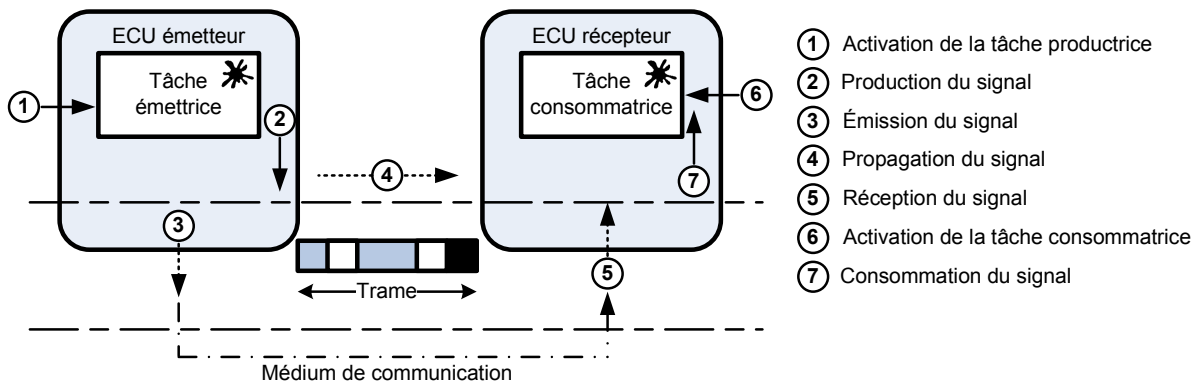 ECU émetteur
Tâche
émettrice
1
2
3
4
ECU récepteur
Tâche
consommatrice
6
7
5
Trame
Médium de communication
1 Activation de la tâche productrice
2 Production du signal
3 Émission du signal
4 Propagation du signal
5 Réception du signal
6 Activation de la tâche consommatrice
7 Consommation du signal